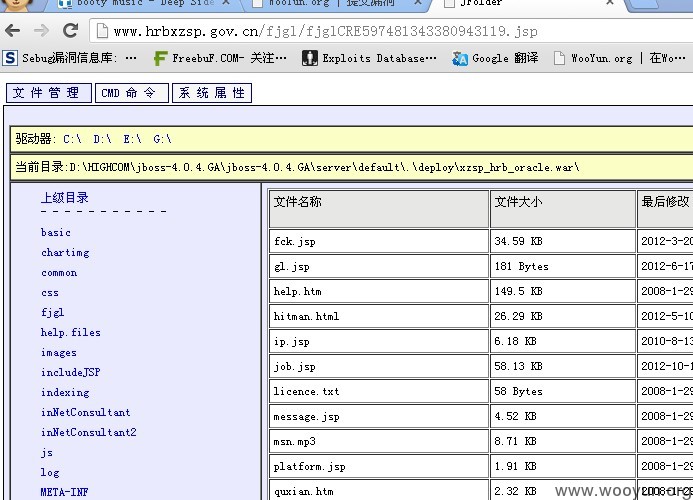 booty music - Deep Side
wooyun.org | 提交漏洞
JFolder
www.hrbxzsp.gov.cn/fjgl/fjglCRE597481343380943119.jsp
Sebug漏洞信息库: …
FreebuF.COM- 关注…
Exploits Database…
Google 翻译
WooYun.org | 在Wo…
文件管理
CMD命令
系统属性
驱动器: C:\ D:\ E:\ G:\
当前目录:D:\HIGHCOM\jboss-4.0.4.GA\jboss-4.0.4.GA\server\default\.\deploy\xzsp_hrb_oracle.war\
上级目录
- - - - - - - - - - - -
basic
chartimg
common
css
fjgl
help.files
images
includeJSP
indexing
inNetConsultant
inNetConsultant2
js
log
META-INF
文件名称 文件大小 最后修改
fck.jsp 34.59 KB 2012-3-20
gl.jsp 181 Bytes 2012-6-17
help.htm 149.5 KB 2008-1-29
hitman.html 26.29 KB 2012-5-10
ip.jsp 6.18 KB 2010-8-13
job.jsp 58.13 KB 2012-10-1
licence.txt 58 Bytes 2008-1-29
message.jsp 4.52 KB 2008-1-29
msn.mp3 8.71 KB 2008-1-29
platform.jsp 1.91 KB 2008-1-29
quxian.htm 2.32 KB 2008-1-29
www.wooyun.org